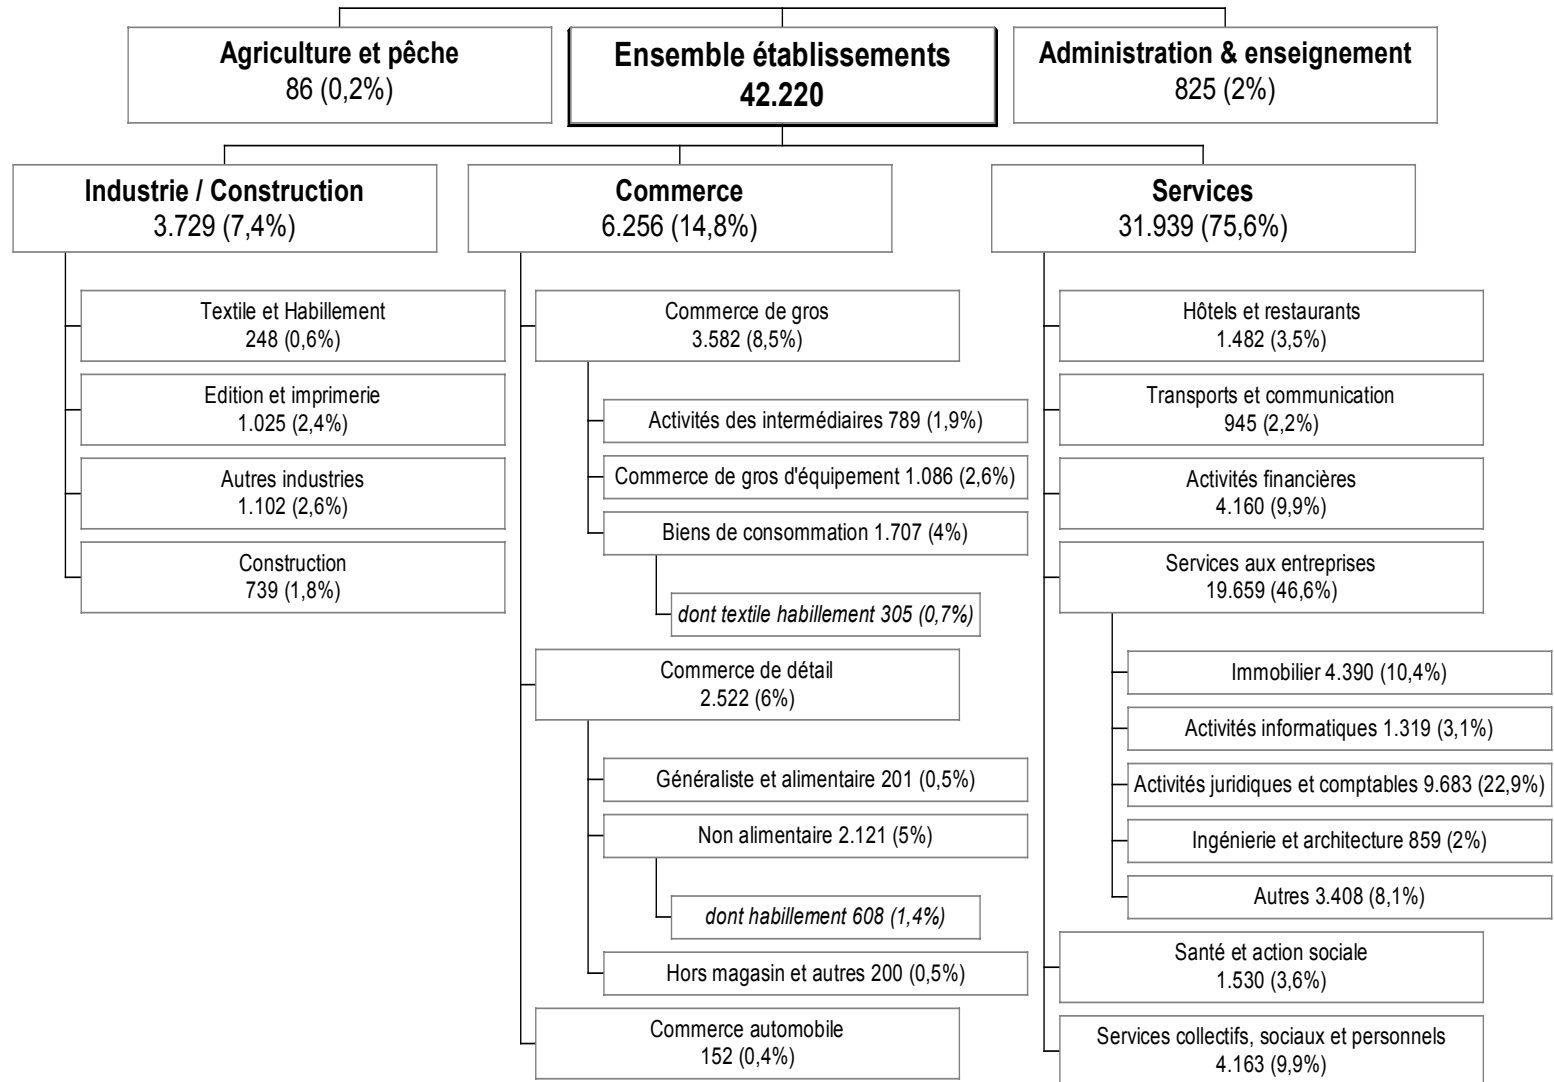 Agriculture et pêche
86 (0,2%)
Ensemble établissements
42.220
Administration & enseignement
825 (2%)
Industrie / Construction
3.729 (7,4%)
Textile et Habillement
248 (0,6%)
Edition et imprimerie
1.025 (2,4%)
Autres industries
1.102 (2,6%)
Construction
739 (1,8%)
Commerce
6.256 (14,8%)
Commerce de gros
3.582 (8,5%)
Activités des intermédiaires 789 (1,9%)
Commerce de gros d'équipement 1.086 (2,6%)
Biens de consommation 1.707 (4%)
dont textile habillement 305 (0,7%)
Commerce de détail
2.522 (6%)
Généraliste et alimentaire 201 (0,5%)
Non alimentaire 2.121 (5%)
dont habillement 608 (1,4%)
Hors magasin et autres 200 (0,5%)
Commerce automobile
152 (0,4%)
Services
31.939 (75,6%)
Hôtels et restaurants
1.482 (3,5%)
Transports et communication
945 (2,2%)
Activités financières
4.160 (9,9%)
Services aux entreprises
19.659 (46,6%)
Immobilier 4.390 (10,4%)
Activités informatiques 1.319 (3,1%)
Activités juridiques et comptables 9.683 (22,9%)
Ingénierie et architecture 859 (2%)
Autres 3.408 (8,1%)
Santé et action sociale
1.530 (3,6%)
Services collectifs, sociaux et personnels
4.163 (9,9%)